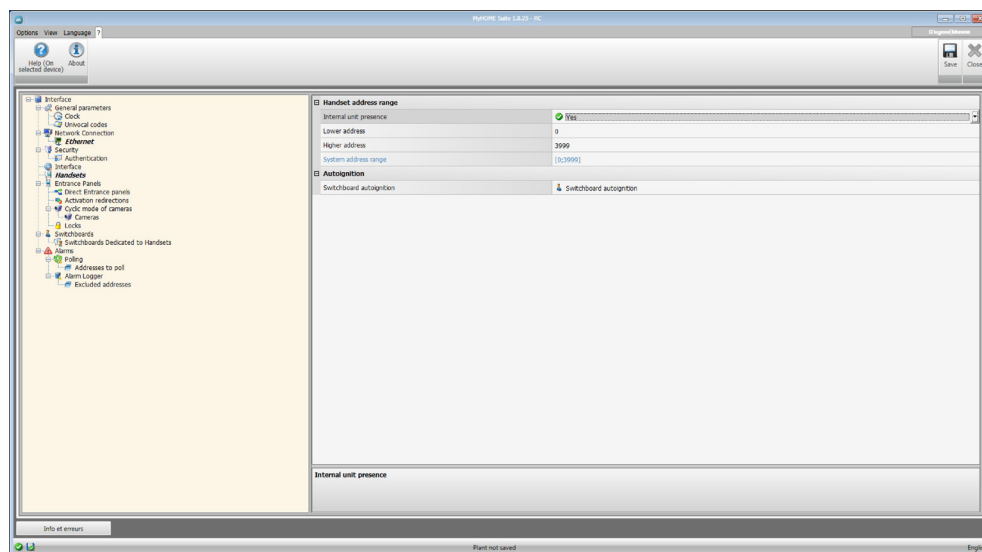 MyHOME Suite 1.8.25 - RC
Options View Language ?
Help (On selected device)
About
Save
Close
Interface
General parameters
Clock
Univocal codes
Network Connection
Ethernet
Security
Authentication
Interface
Handsets
Entrance Panels
Direct Entrance panels
Activation redirections
Cyclic mode of cameras
Cameras
Locks
Switchboards
Switchboards Dedicated to Handsets
Alarms
Polling
Addresses to poll
Alarm Logger
Excluded addresses
Handset address range
Internal unit presence Yes
Lower address 0
Higher address 3999
System address range [0;3999]
Autoignition
Switchboard autoignition Switchboard autoignition
Internal unit presence
Info et erreurs
Plant not saved